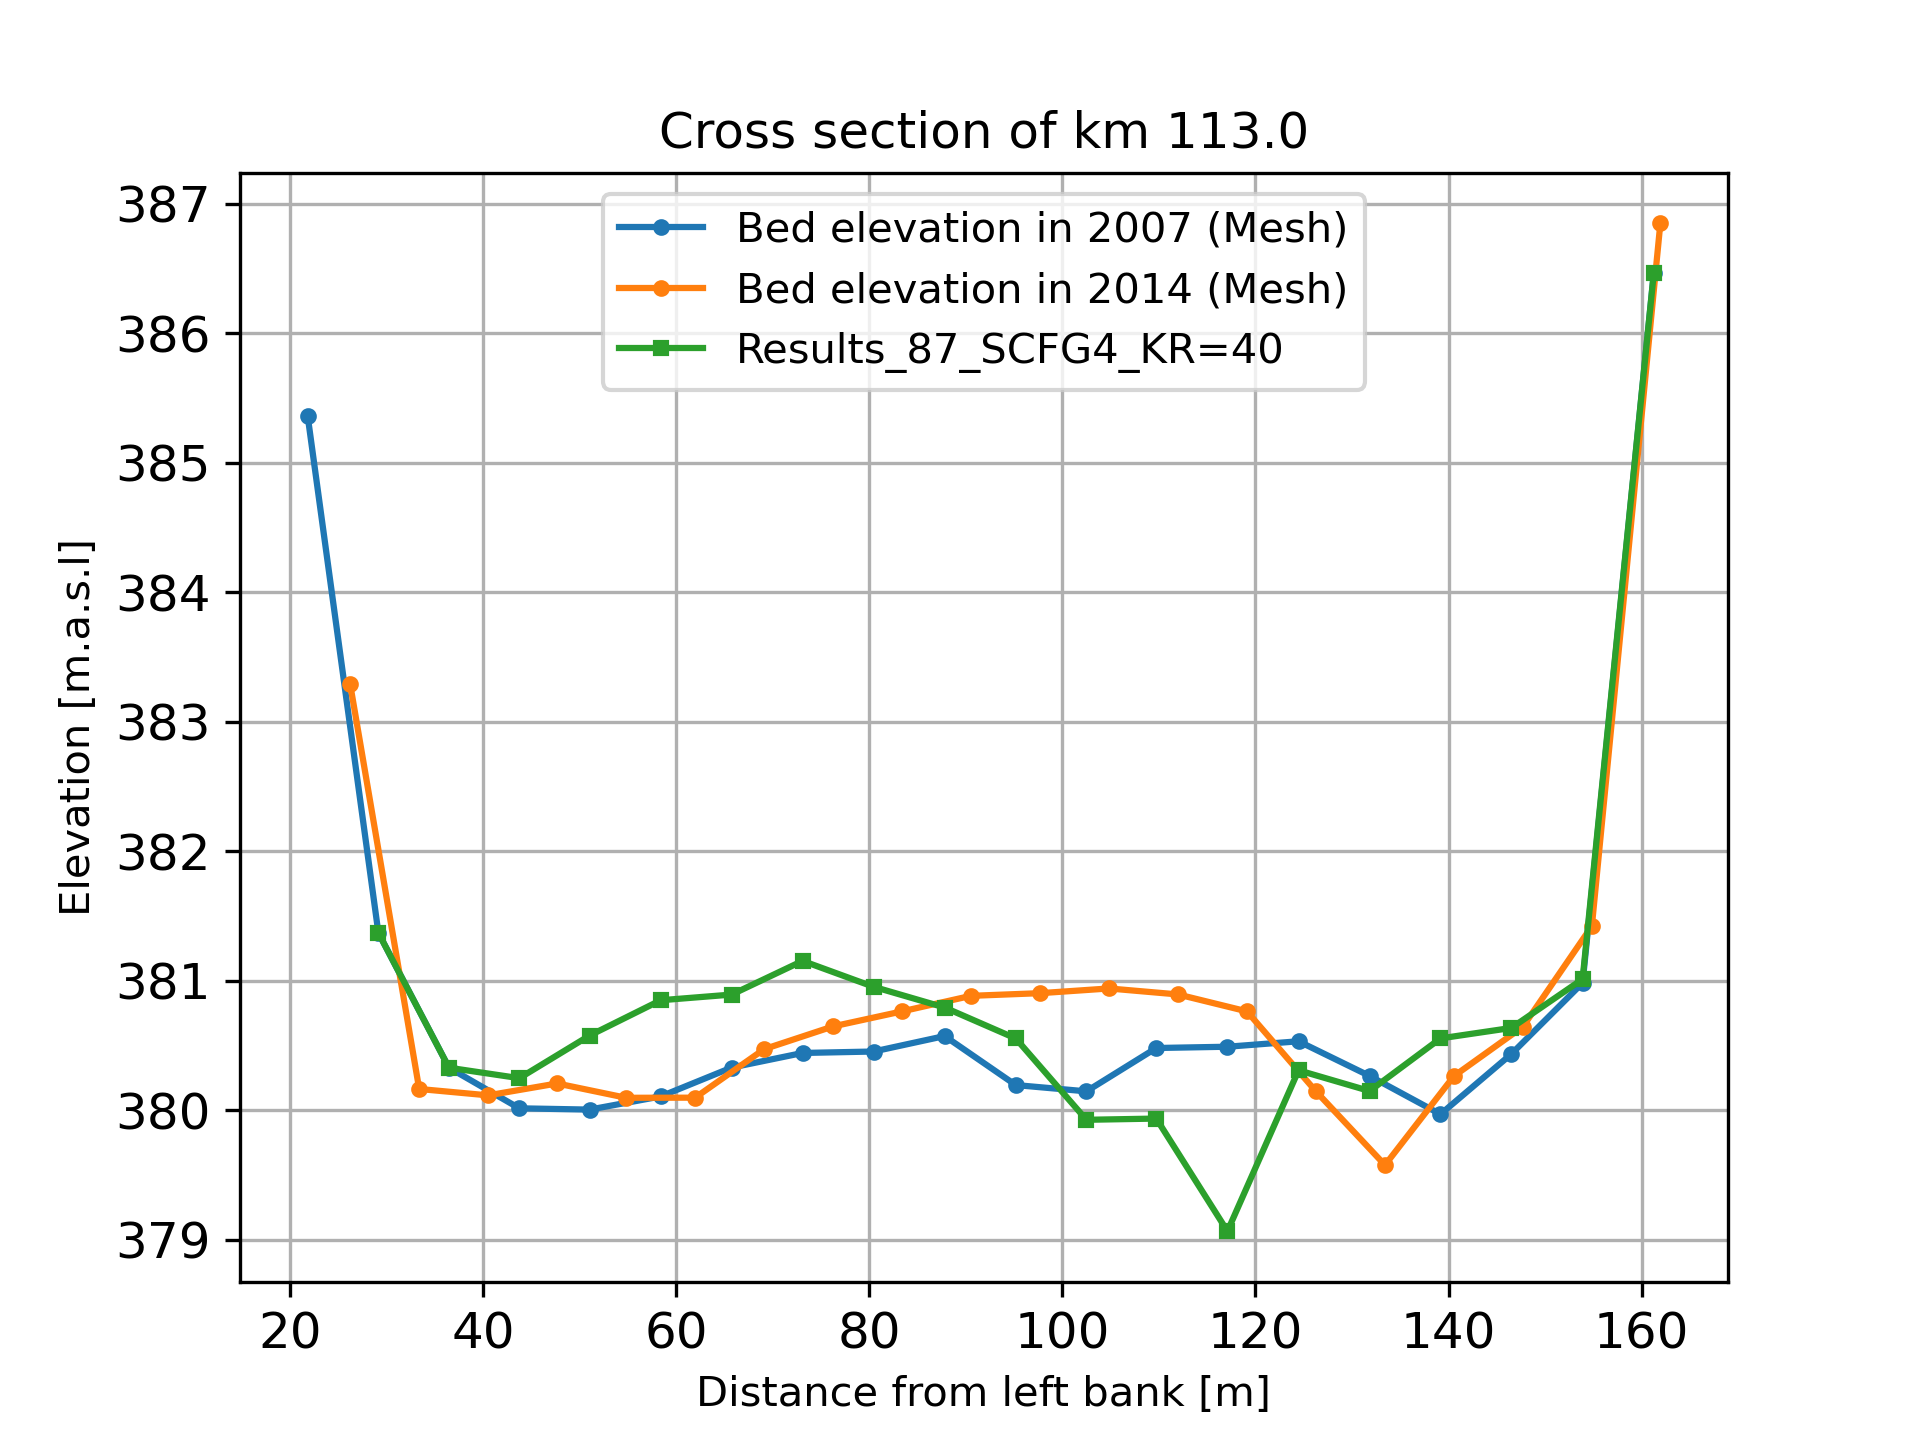 Cross section of km 113.0
Bed elevation in 2007 (Mesh)
Bed elevation in 2014 (Mesh)
Results_87_SCFG4_KR=40
Elevation [m.a.s.l]
387
386
385
384
383
382
381
380
379
20 40 60 80 100 120 140 160
Distance from left bank [m]